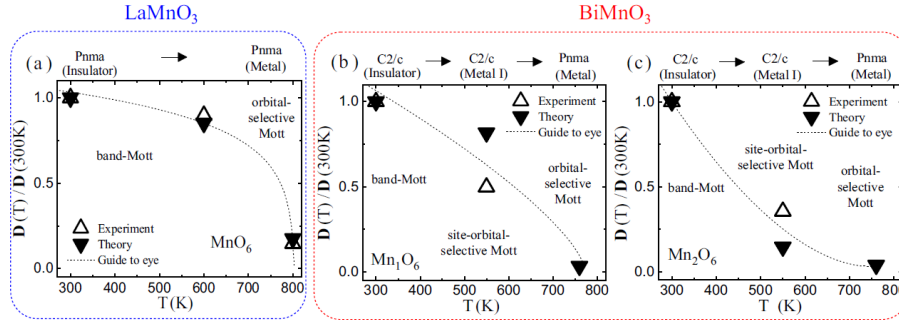 LaMnO₃
BiMnO₃
(a)
Pnma
(Insulator)
Pnma
(Metal)
D(T) / D(300K)
1.0
0.5
0.0
band-Mott
orbital-
selective
Mott
Experiment
Theory
Guide to eye
MnO₆
300 400 500 600 700 800
T (K)
(b)
C2/c
(Insulator)
C2/c
(Metal I)
Pnma
(Metal)
D(T) / D(300K)
1.0
0.5
0
Experiment
Theory
Guide to eye
band-Mott
orbital-
selective
Mott
site-orbital-
selective Mott
Mn₁O₆
300 400 500 600 700 800
T (K)
(c)
C2/c
(Insulator)
C2/c
(Metal I)
Pnma
(Metal)
D(T) / D(300K)
1.0
0.5
0
Experiment
Theory
Guide to eye
site-orbital-
selective Mott
band-Mott
orbital-
selective
Mott
Mn₂O₆
300 400 500 600 700 800
T (K)